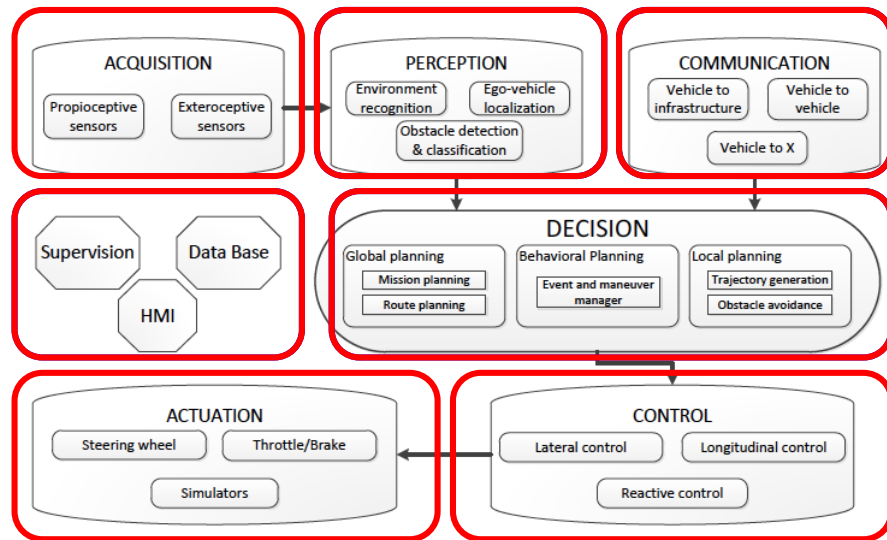 ACQUISITION
Propioceptive
sensors
Exteroceptive
sensors
PERCEPTION
Environment
recognition
Ego-vehicle
localization
Obstacle detection
& classification
COMMUNICATION
Vehicle to
infrastructure
Vehicle to
vehicle
Vehicle to X
Supervision
Data Base
HMI
DECISION
Global planning
Mission planning
Route planning
Behavioral Planning
Event and maneuver
manager
Local planning
Trajectory generation
Obstacle avoidance
ACTUATION
Steering wheel
Throttle/Brake
Simulators
CONTROL
Lateral control
Longitudinal control
Reactive control